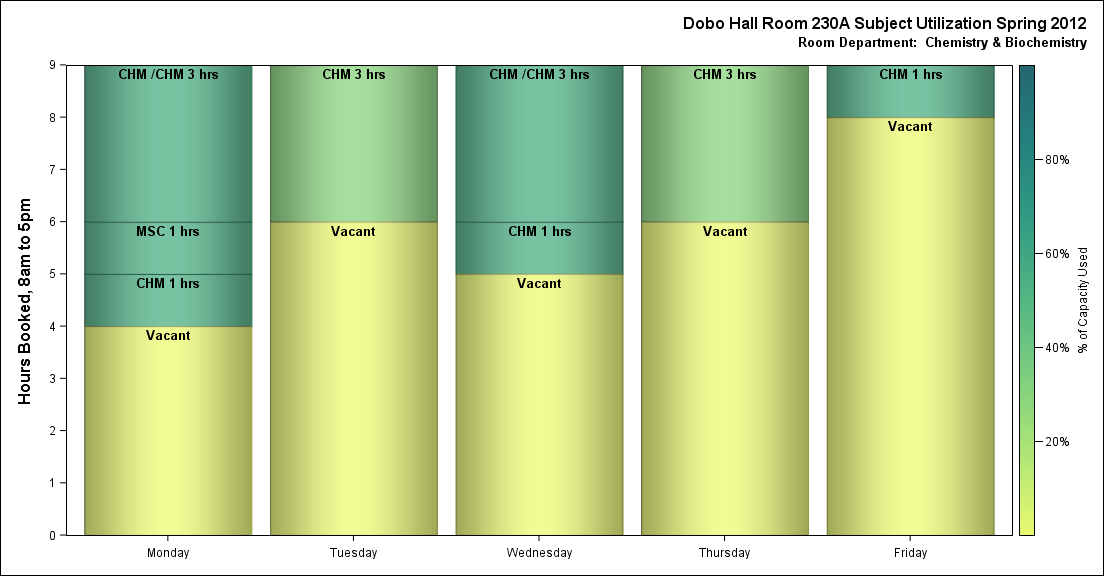 Dobo Hall Room 230A Subject Utilization Spring 2012
Room Department:  Chemistry & Biochemistry
Hours Booked, 8am to 5pm
9
8
7
6
5
4
3
2
1
0
CHM /CHM 3 hrs
MSC 1 hrs
CHM 1 hrs
Vacant
CHM 3 hrs
Vacant
CHM /CHM 3 hrs
CHM 1 hrs
Vacant
CHM 3 hrs
Vacant
CHM 1 hrs
Vacant
Monday
Tuesday
Wednesday
Thursday
Friday
80%
60%
40%
20%
% of Capacity Used